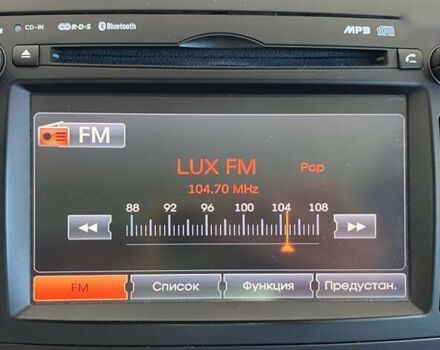 CD-IN R·D·S Bluetooth MP3
FM
LUX FM Pop
104.70 MHz
88 92 96 100 104 108
FM Список Функция Предустан.